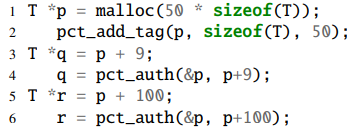 1 T *p = malloc(50 * sizeof(T));
2 pct_add_tag(p, sizeof(T), 50);
3 T *q = p + 9;
4 q = pct_auth(&p, p+9);
5 T *r = p + 100;
6 r = pct_auth(&p, p+100);